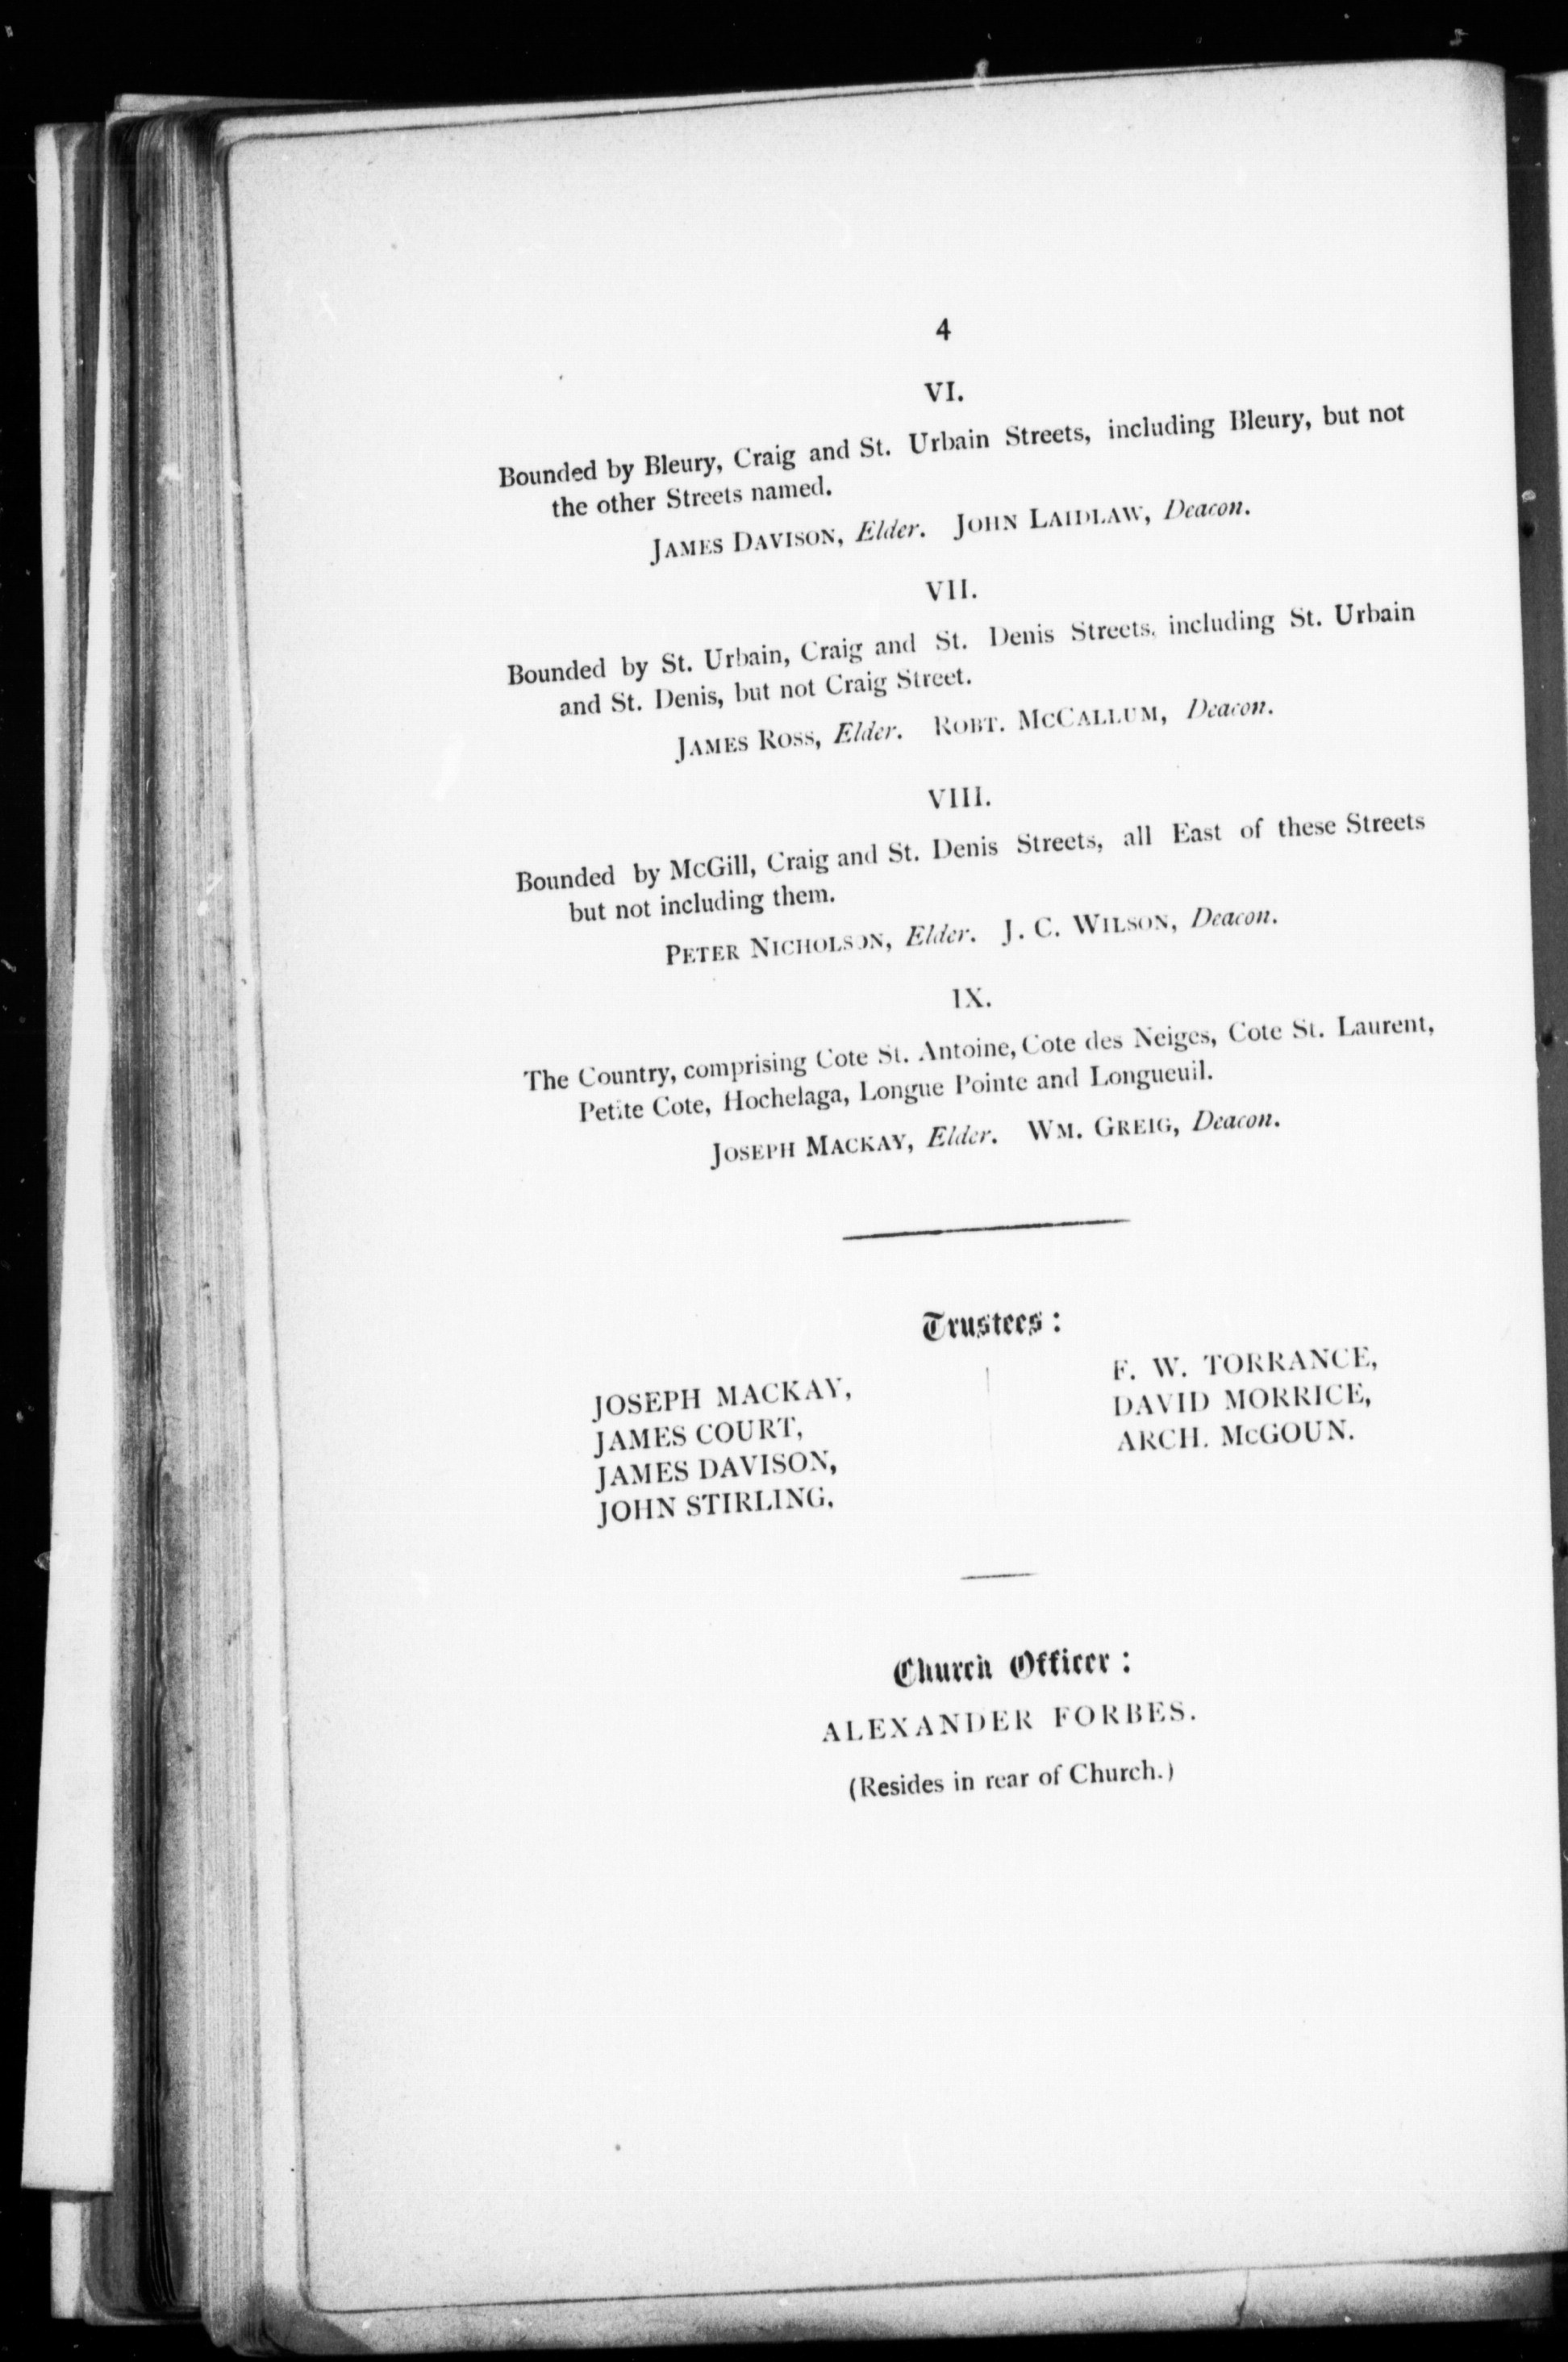 4
VI.
Bounded by Bleury, Craig and St. Urbain Streets, including Bleury, but not
the other Streets named.
JAMES DAVISON, Elder. JOHN LAIDLAW, Deacon.
VII.
Bounded by St. Urbain, Craig and St. Denis Streets, including St. Urbain
and St. Denis, but not Craig Street.
JAMES ROSS, Elder. ROBT. MCCALLUM, Deacon.
VIII.
Bounded by McGill, Craig and St. Denis Streets, all East of these Streets
but not including them.
PETER NICHOLSON, Elder. J. C. WILSON, Deacon.
IX.
The Country, comprising Cote St. Antoine, Cote des Neiges, Cote St. Laurent,
Petite Cote, Hochelaga, Longue Pointe and Longueuil.
JOSEPH MACKAY, Elder. WM. GREIG, Deacon.
Trustees:
JOSEPH MACKAY,
JAMES COURT,
JAMES DAVISON,
JOHN STIRLING,
F. W. TORRANCE,
DAVID MORRICE,
ARCH. McGOUN.
Church Officer:
ALEXANDER FORBES.
(Resides in rear of Church.)